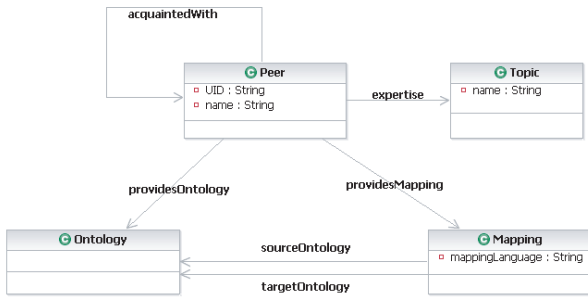 acquaintedWith
C Peer
UID : String
name : String
expertise
C Topic
name : String
providesOntology
providesMapping
C Ontology
sourceOntology
targetOntology
C Mapping
mappingLanguage : String